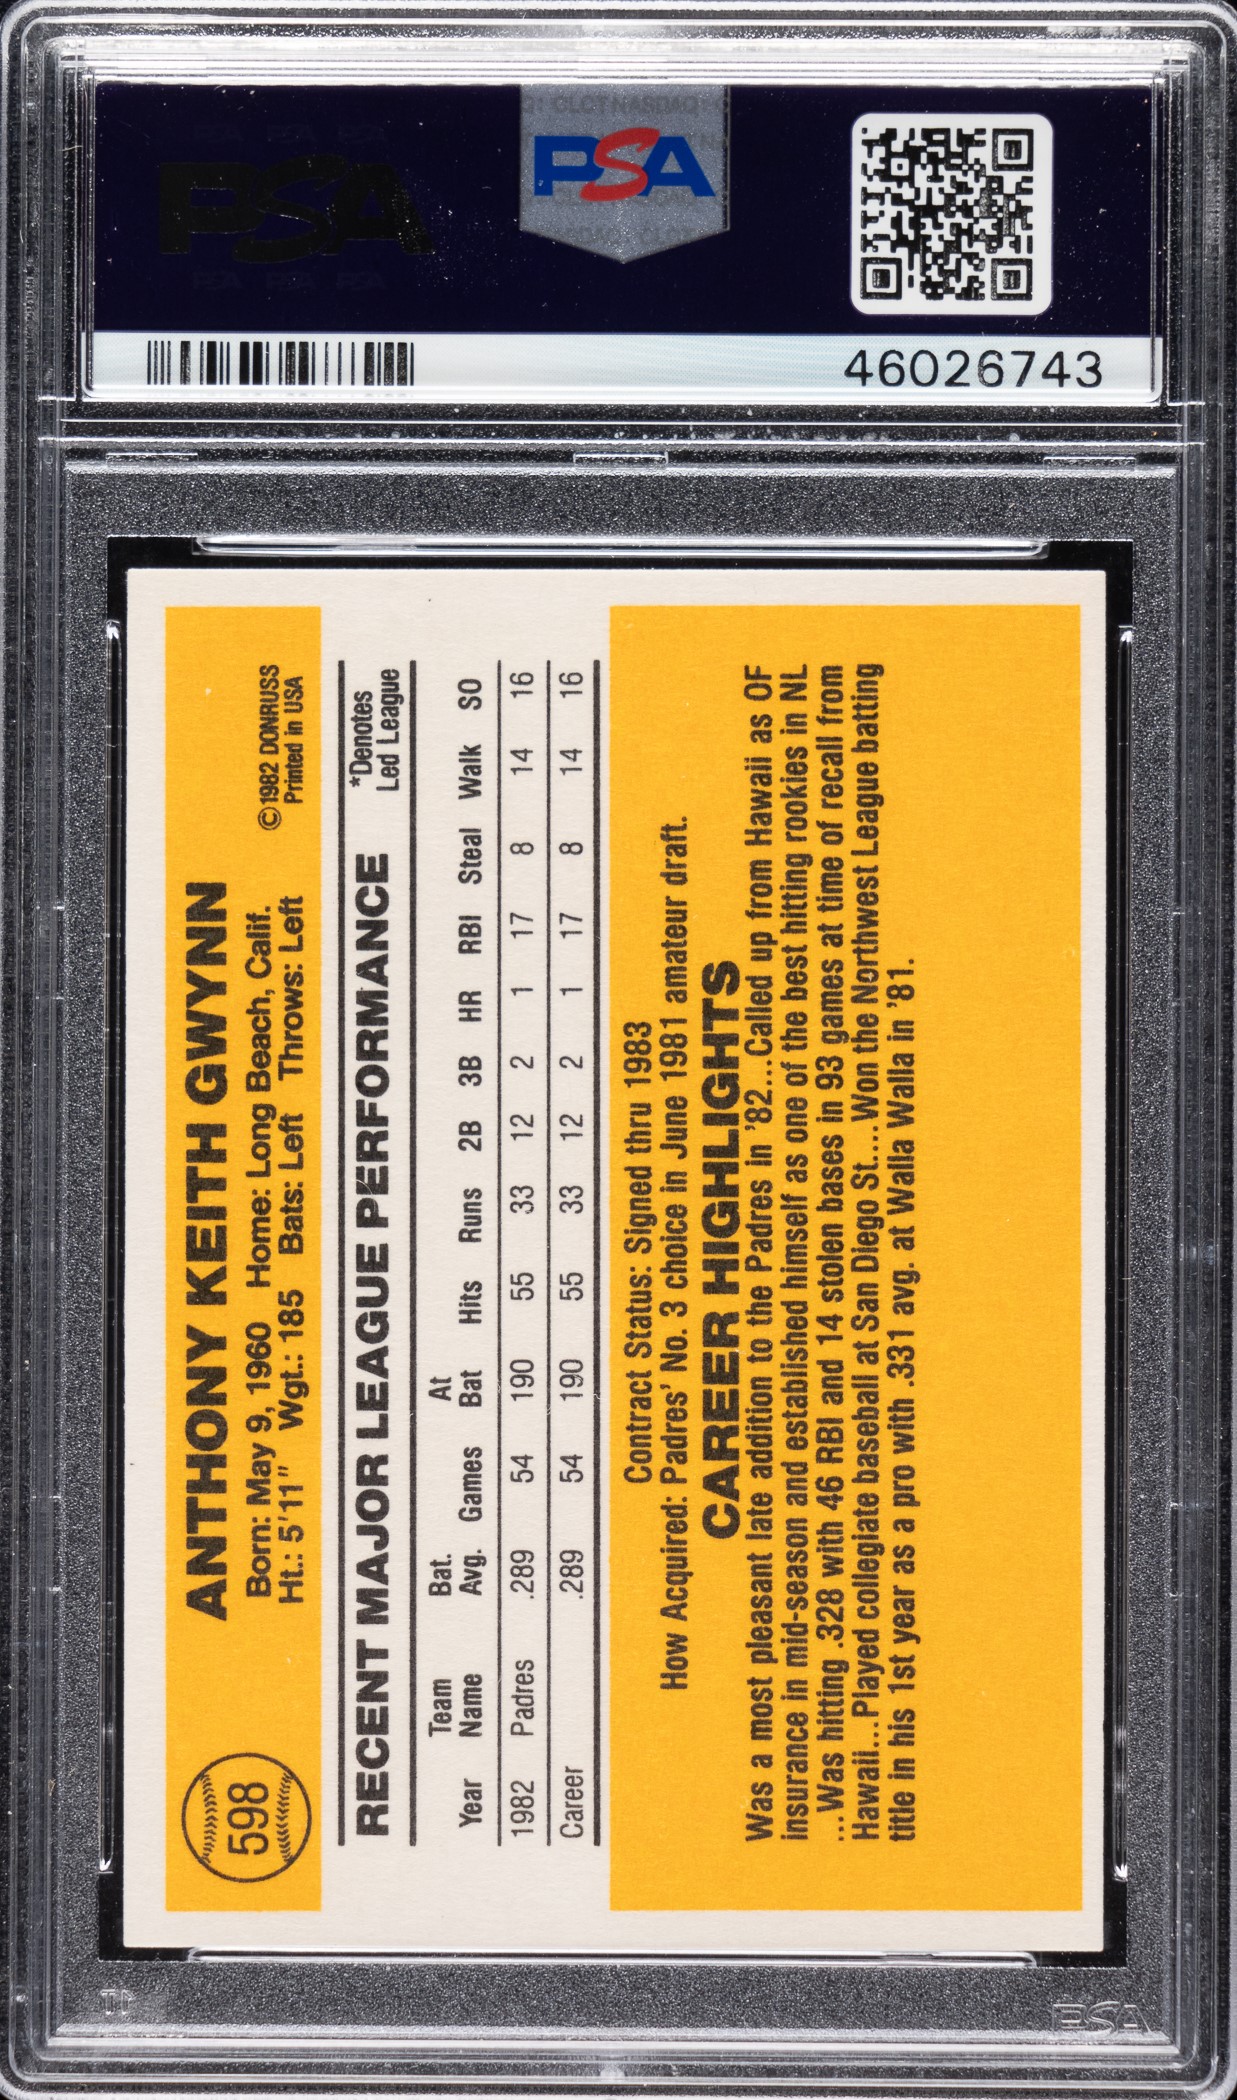 PSA
PSA
46026743
598
ANTHONY KEITH GWYNN
Born: May 9, 1960 Home: Long Beach, Calif.
Ht.: 5'11" Wgt.: 185 Bats: Left Throws: Left
©1982 DONRUSS
Printed in USA
RECENT MAJOR LEAGUE PERFORMANCE
*Denotes
Led League
Year Team Name Bat. Avg. Games At Bat Hits Runs 2B 3B HR RBI Steal Walk SO
1982 Padres .289 54 190 55 33 12 2 1 17 8 14 16
Career .289 54 190 55 33 12 2 1 17 8 14 16
Contract Status: Signed thru 1983
How Acquired: Padres' No. 3 choice in June 1981 amateur draft.
CAREER HIGHLIGHTS
Was a most pleasant late addition to the Padres in '82...Called up from Hawaii as OF
insurance in mid-season and established himself as one of the best hitting rookies in NL
...Was hitting .328 with 46 RBI and 14 stolen bases in 93 games at time of recall from
Hawaii...Played collegiate baseball at San Diego St....Won the Northwest League batting
title in his 1st year as a pro with .331 avg. at Walla Walla in '81.
PSA